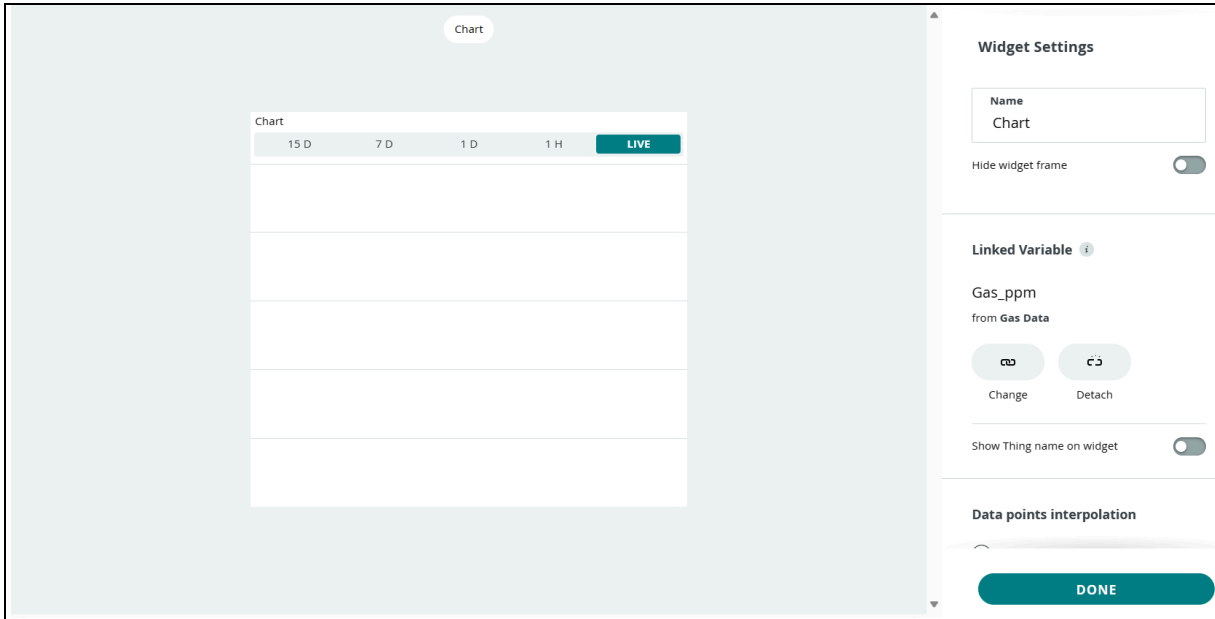 Chart
Chart
15 D 7 D 1 D 1 H LIVE
Widget Settings
Name
Chart
Hide widget frame
Linked Variable i
Gas_ppm
from Gas Data
Change Detach
Show Thing name on widget
Data points interpolation
DONE